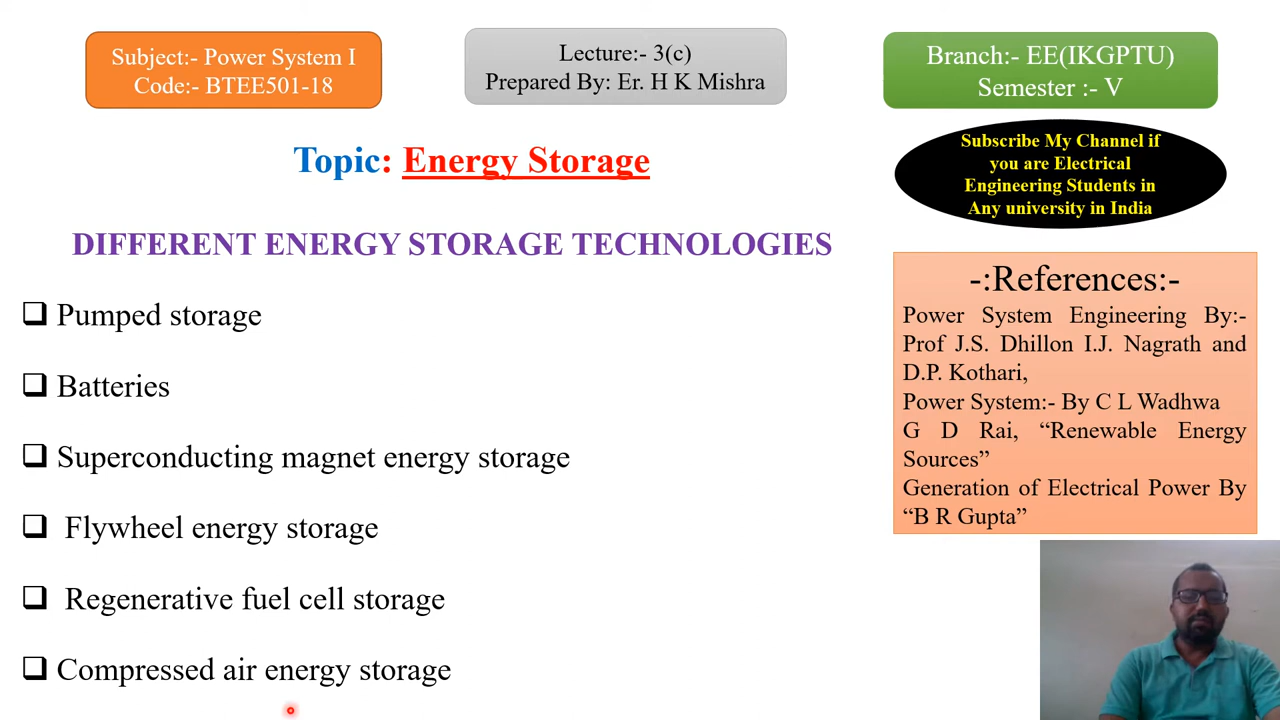 Subject:- Power System I
Code:- BTEE501-18
Lecture:- 3(c)
Prepared By: Er. H K Mishra
Branch:- EE(IKGPTU)
Semester :- V
Topic: Energy Storage
Subscribe My Channel if
you are Electrical
Engineering Students in
Any university in India
DIFFERENT ENERGY STORAGE TECHNOLOGIES
Pumped storage
Batteries
Superconducting magnet energy storage
Flywheel energy storage
Regenerative fuel cell storage
Compressed air energy storage
-:References:-
Power System Engineering By:-
Prof J.S. Dhillon I.J. Nagrath and
D.P. Kothari,
Power System:- By C L Wadhwa
G D Rai, “Renewable Energy
Sources”
Generation of Electrical Power By
“B R Gupta”